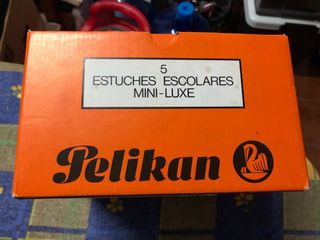 5
ESTUCHES ESCOLARES
MINI-LUXE
Pelikan